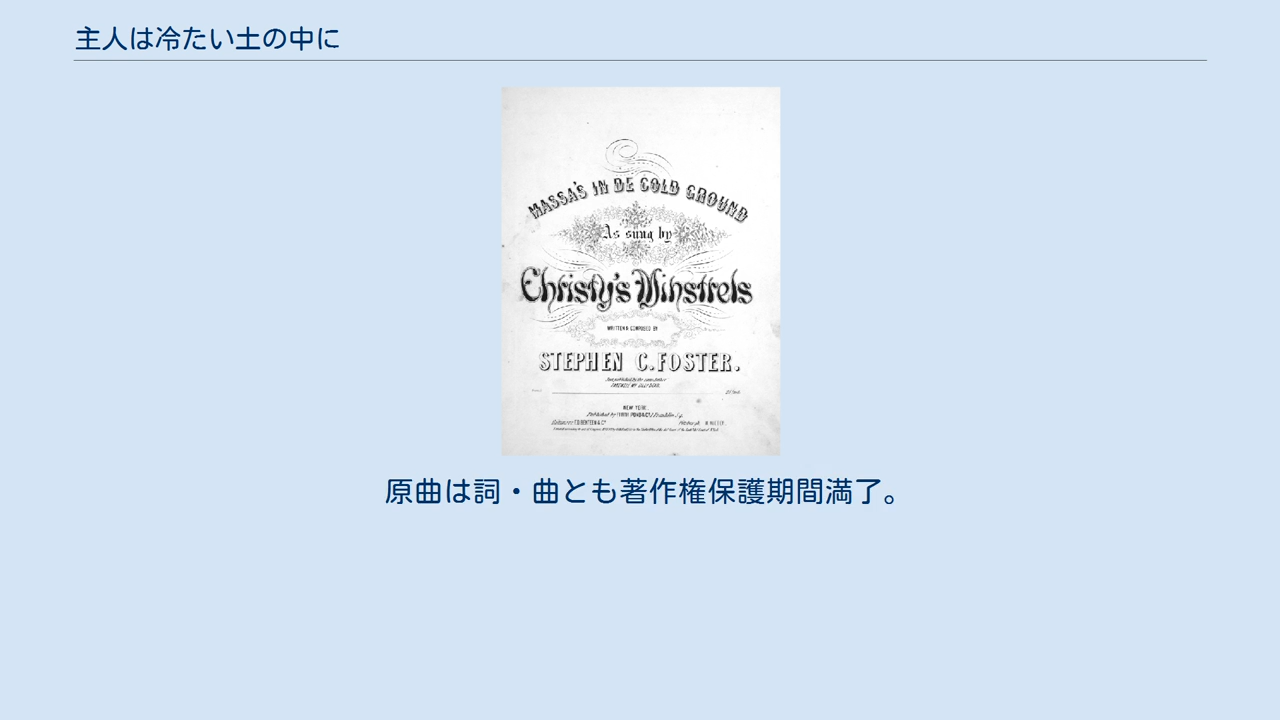 主人は冷たい土の中に
MASSA'S IN DE COLD GROUND
As sung by
Christy's Minstrels
WRITTEN & COMPOSED BY
STEPHEN C. FOSTER.
NEW YORK.
原曲は詞・曲とも著作権保護期間満了。